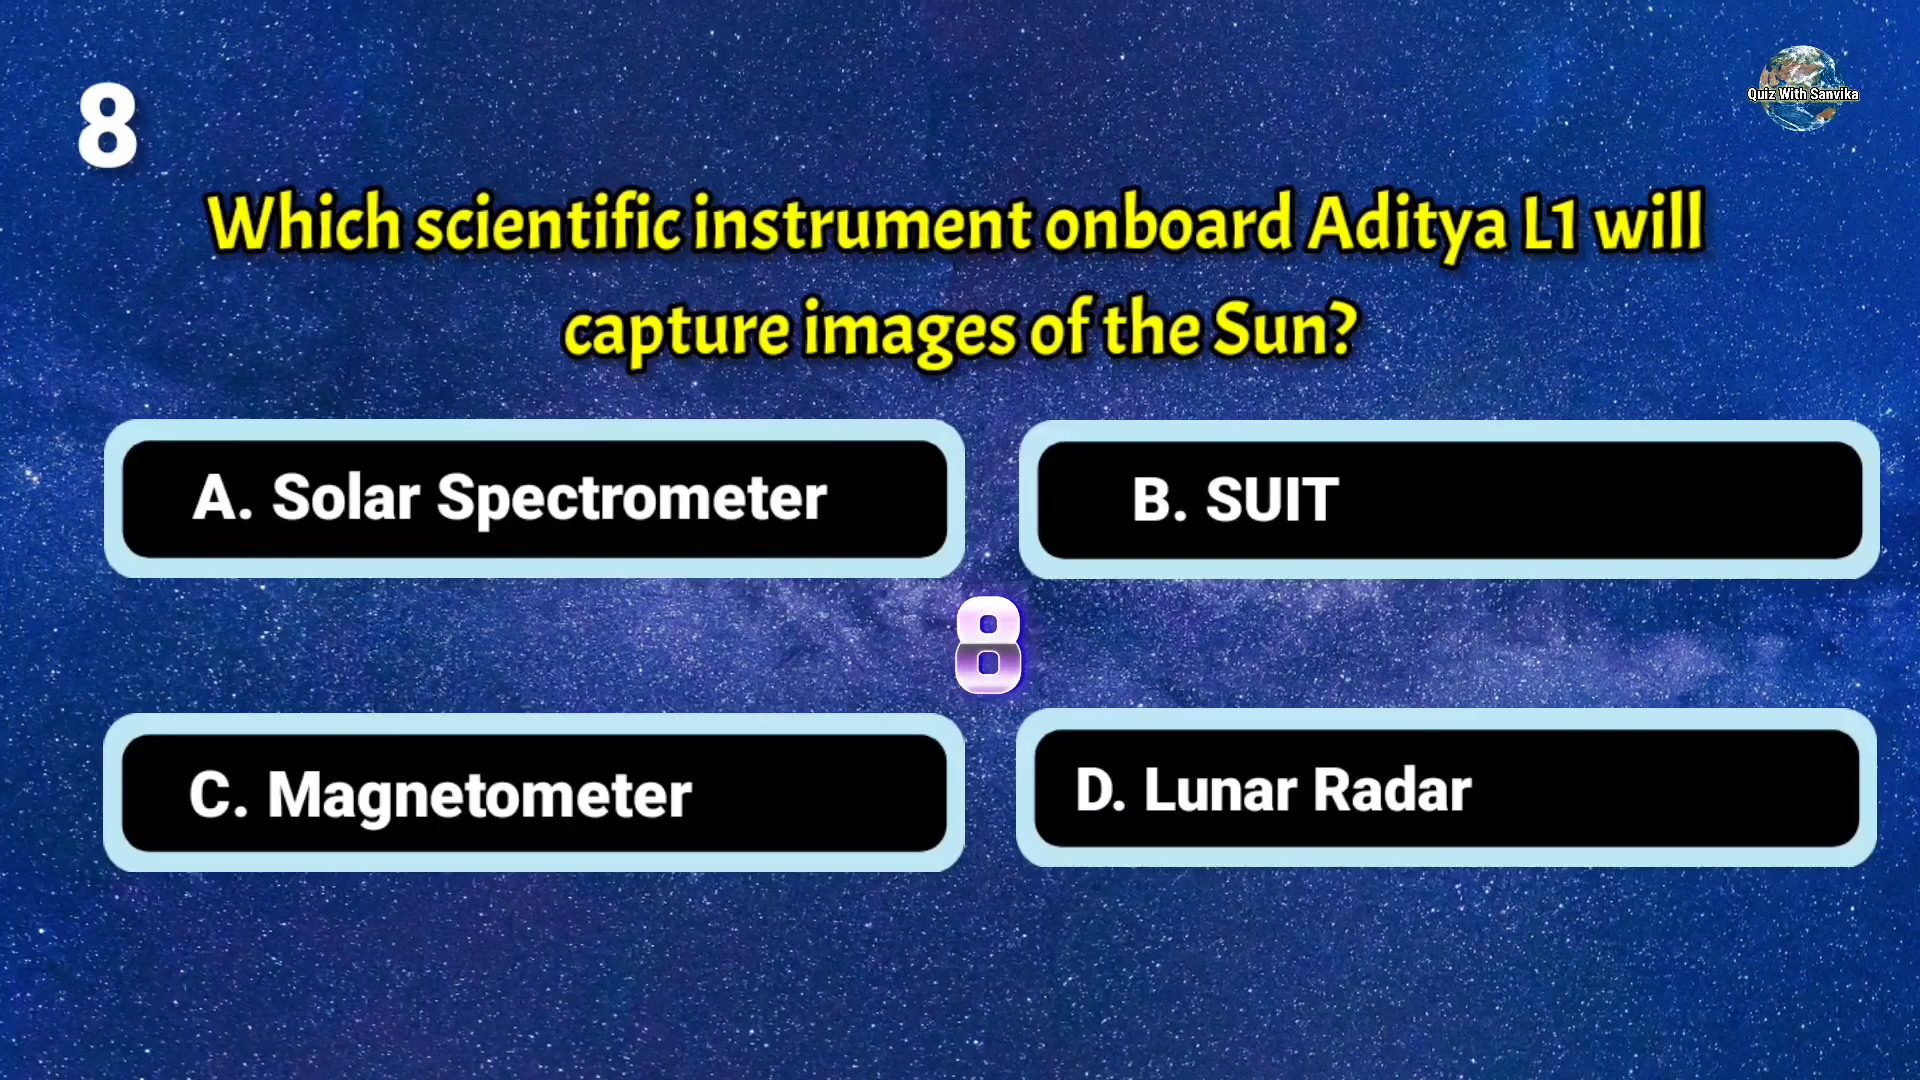 8
Quiz With Sanvika
Which scientific instrument onboard Aditya L1 will
capture images of the Sun?
A. Solar Spectrometer
B. SUIT
8
C. Magnetometer
D. Lunar Radar